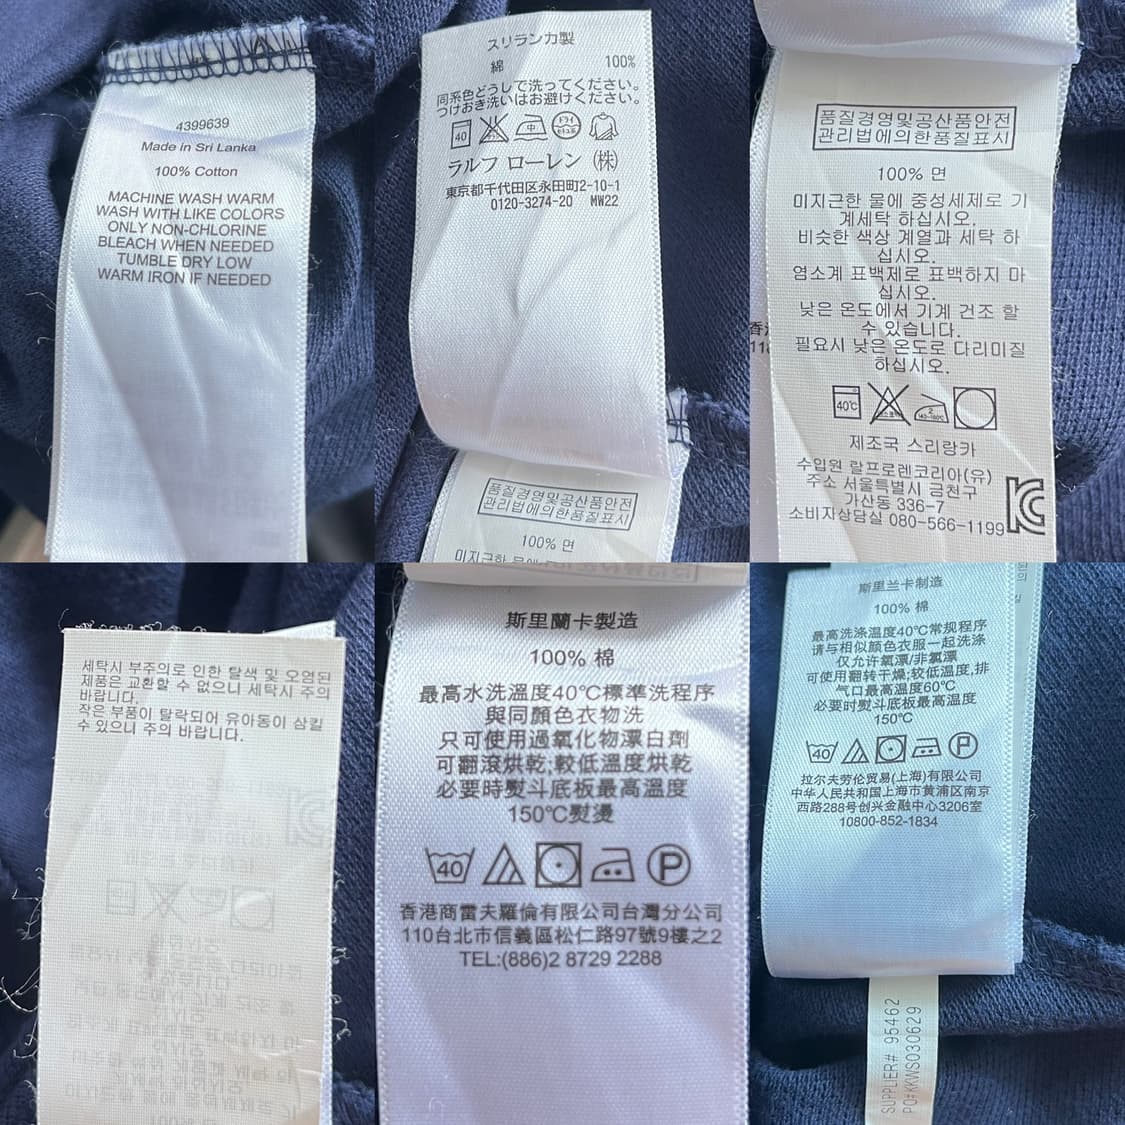 4399639
Made in Sri Lanka
100% Cotton
MACHINE WASH WARM
WASH WITH LIKE COLORS
ONLY NON-CHLORINE
BLEACH WHEN NEEDED
TUMBLE DRY LOW
WARM IRON IF NEEDED
スリランカ製
綿 100%
同系色どうしで洗ってください。
つけおき洗いはお避けください。
40 中 ドライ
ラルフ ローレン (株)
東京都千代田区永田町2-10-1
0120-3274-20 MW22
품질경영및공산품안전
관리법에의한품질표시
100% 면
미지근한 물에
품질경영및공산품안전
관리법에의한품질표시
100% 면
미지근한 물에 중성세제로 기
계세탁 하십시오.
비슷한 색상 계열과 세탁 하
십시오.
염소계 표백제로 표백하지 마
십시오.
낮은 온도에서 기계 건조 할
수 있습니다.
필요시 낮은 온도로 다리미질
하십시오.
40℃ 2 140-160℃
제조국 스리랑카
수입원 랄프로렌코리아(유)
주소 서울특별시 금천구
가산동 336-7
소비자상담실 080-566-1199
세탁시 부주의로 인한 탈색 및 오염된
제품은 교환할 수 없으니 세탁시 주의
바랍니다.
작은 부품이 탈락되어 유아동이 삼킬
수 있으니 주의 바랍니다.
斯里蘭卡製造
100% 棉
最高水洗溫度40℃標準洗程序
與同顏色衣物洗
只可使用過氧化物漂白劑
可翻滾烘乾;較低溫度烘乾
必要時熨斗底板最高溫度
150℃熨燙
40 P
香港商雷夫羅倫有限公司台灣分公司
110台北市信義區松仁路97號9樓之2
TEL:(886)2 8729 2288
斯里兰卡制造
100% 棉
最高洗涤温度40℃常规程序
请与相似颜色衣服一起洗涤
仅允许氧漂/非氯漂
可使用翻转干燥;较低温度,排
气口最高温度60℃
必要时熨斗底板最高温度
150℃
40 P
拉尔夫劳伦贸易(上海)有限公司
中华人民共和国上海市黄浦区南京
西路288号创兴金融中心3206室
10800-852-1834
SUPPLIER# 95462
PO#KKWS030629